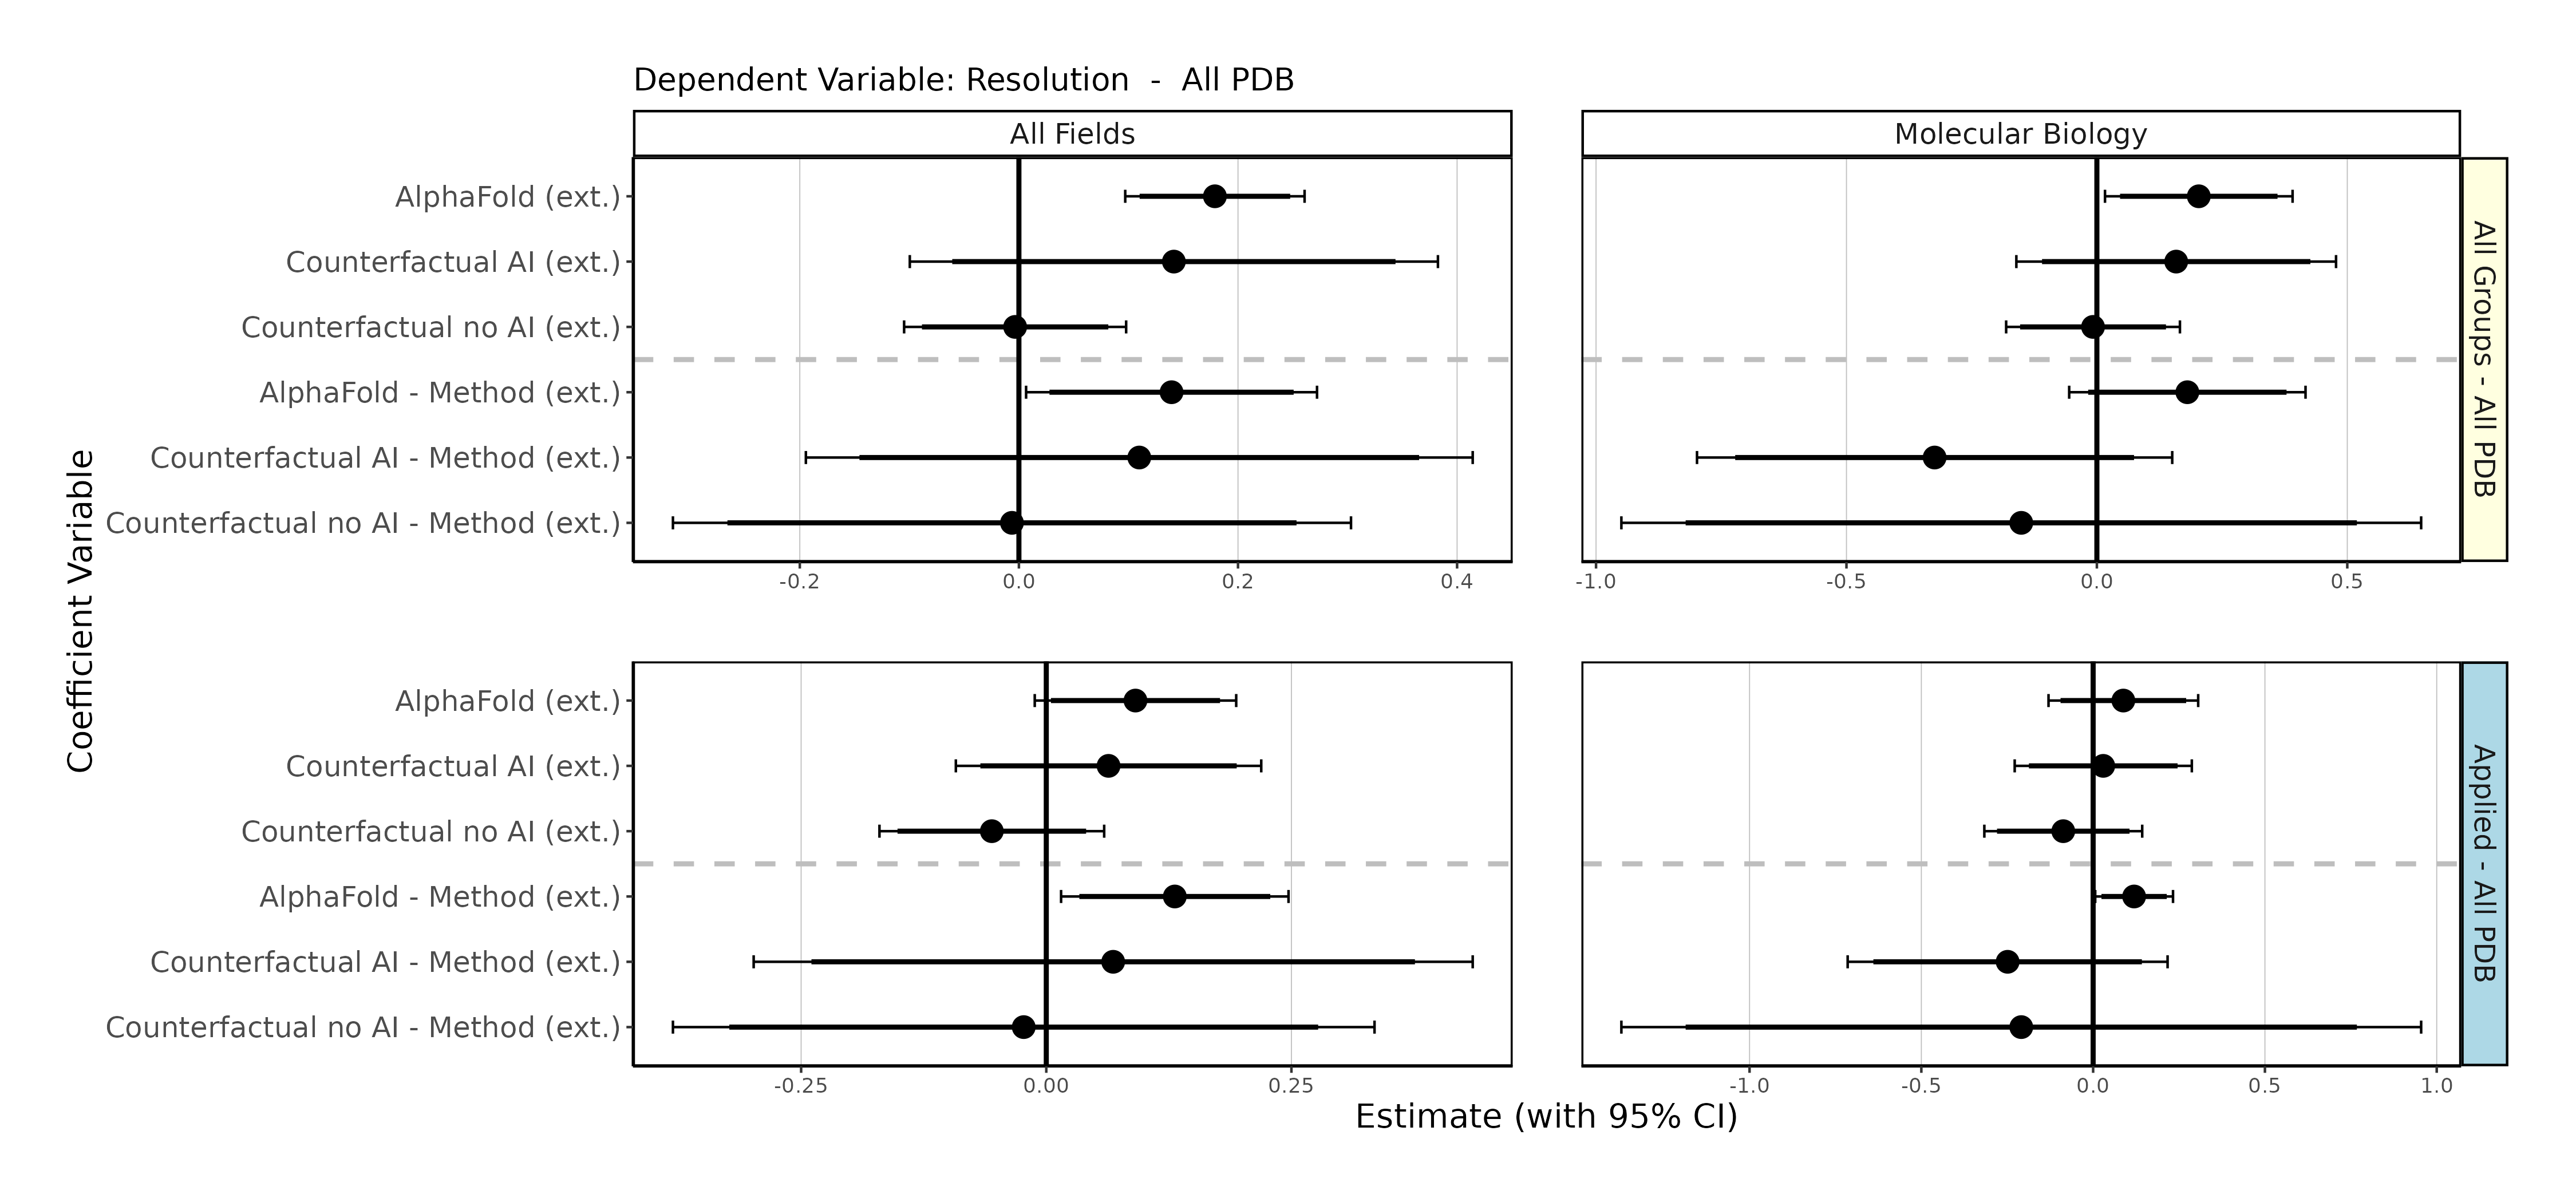 Dependent Variable: Resolution - All PDB
All Fields
Molecular Biology
AlphaFold (ext.)
Counterfactual AI (ext.)
Counterfactual no AI (ext.)
AlphaFold - Method (ext.)
Counterfactual AI - Method (ext.)
Counterfactual no AI - Method (ext.)
All Groups - All PDB
-0.2 0.0 0.2 0.4
-1.0 -0.5 0.0 0.5
Coefficient Variable
AlphaFold (ext.)
Counterfactual AI (ext.)
Counterfactual no AI (ext.)
AlphaFold - Method (ext.)
Counterfactual AI - Method (ext.)
Counterfactual no AI - Method (ext.)
Applied - All PDB
-0.25 0.00 0.25
-1.0 -0.5 0.0 0.5 1.0
Estimate (with 95% CI)